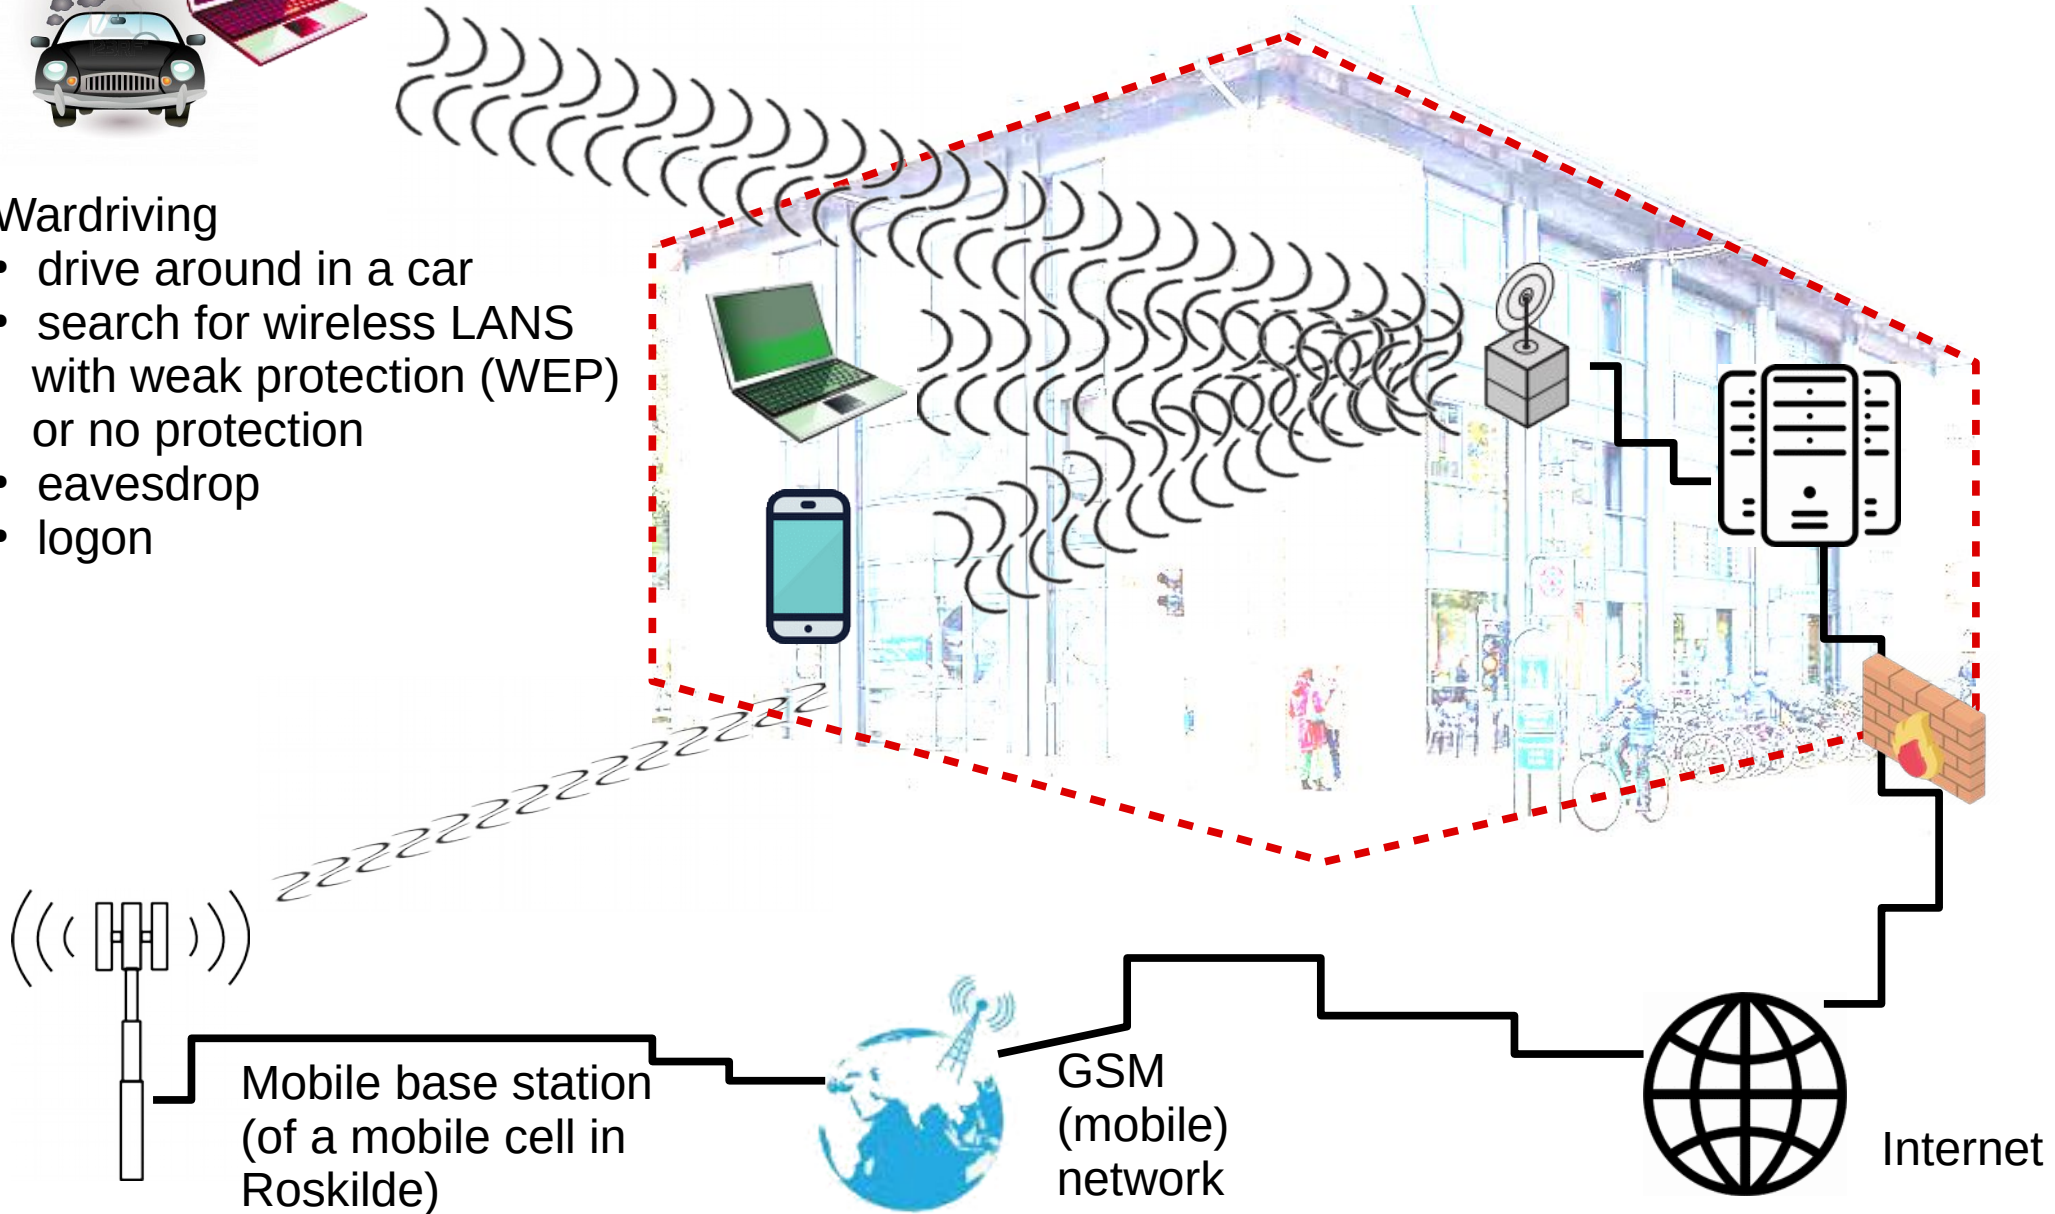 Wardriving
• drive around in a car
• search for wireless LANS
with weak protection (WEP)
or no protection
• eavesdrop
• logon
Mobile base station
(of a mobile cell in
Roskilde)
GSM
(mobile)
network
Internet